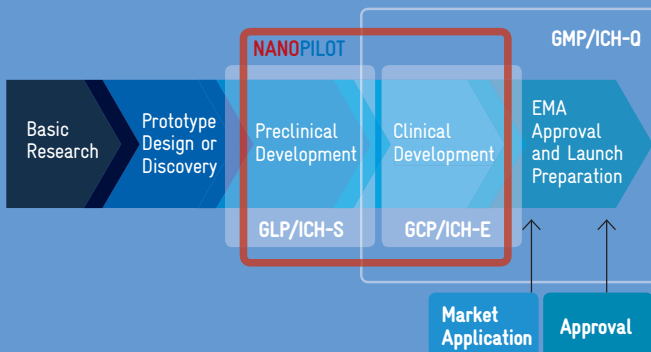 NANOPILOT
GMP/ICH-Q
Basic
Research
Prototype
Design or
Discovery
Preclinical
Development
Clinical
Development
EMA
Approval
and Launch
Preparation
GLP/ICH-S
GCP/ICH-E
Market
Application
Approval